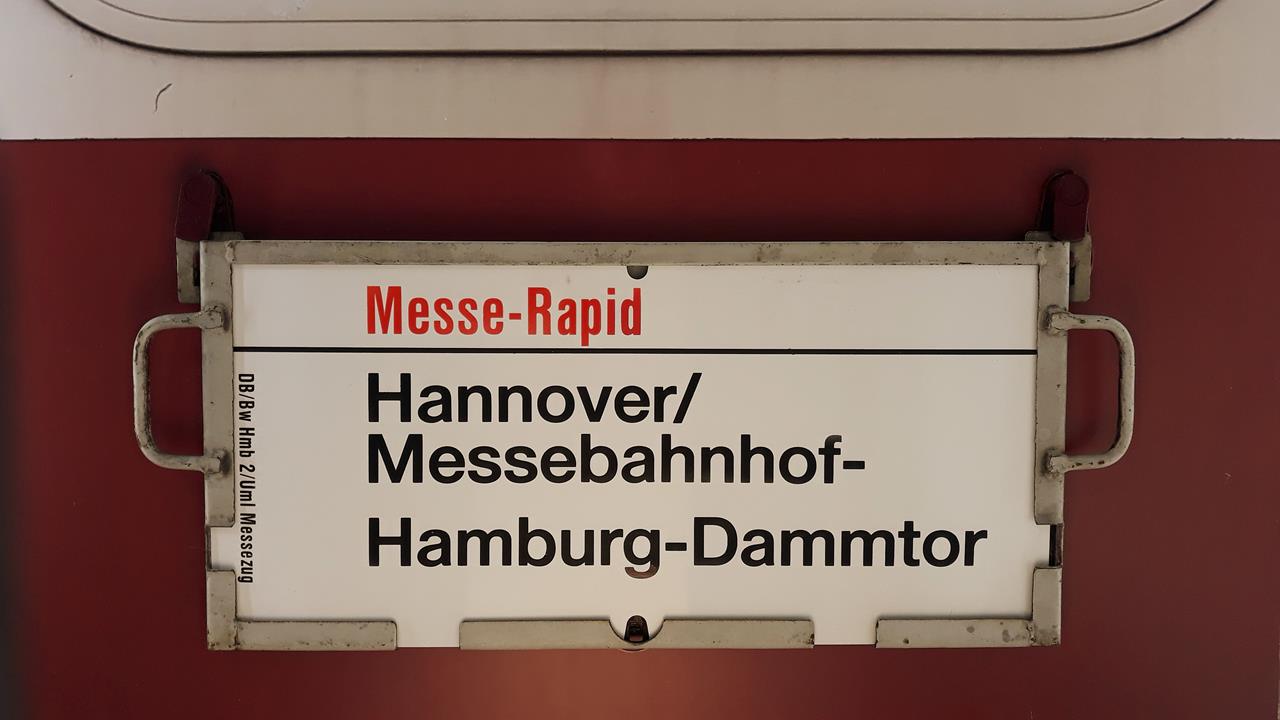 Messe-Rapid
Hannover/
Messebahnhof-
Hamburg-Dammtor
DB/Bw Hmb 2/Uml Messezug